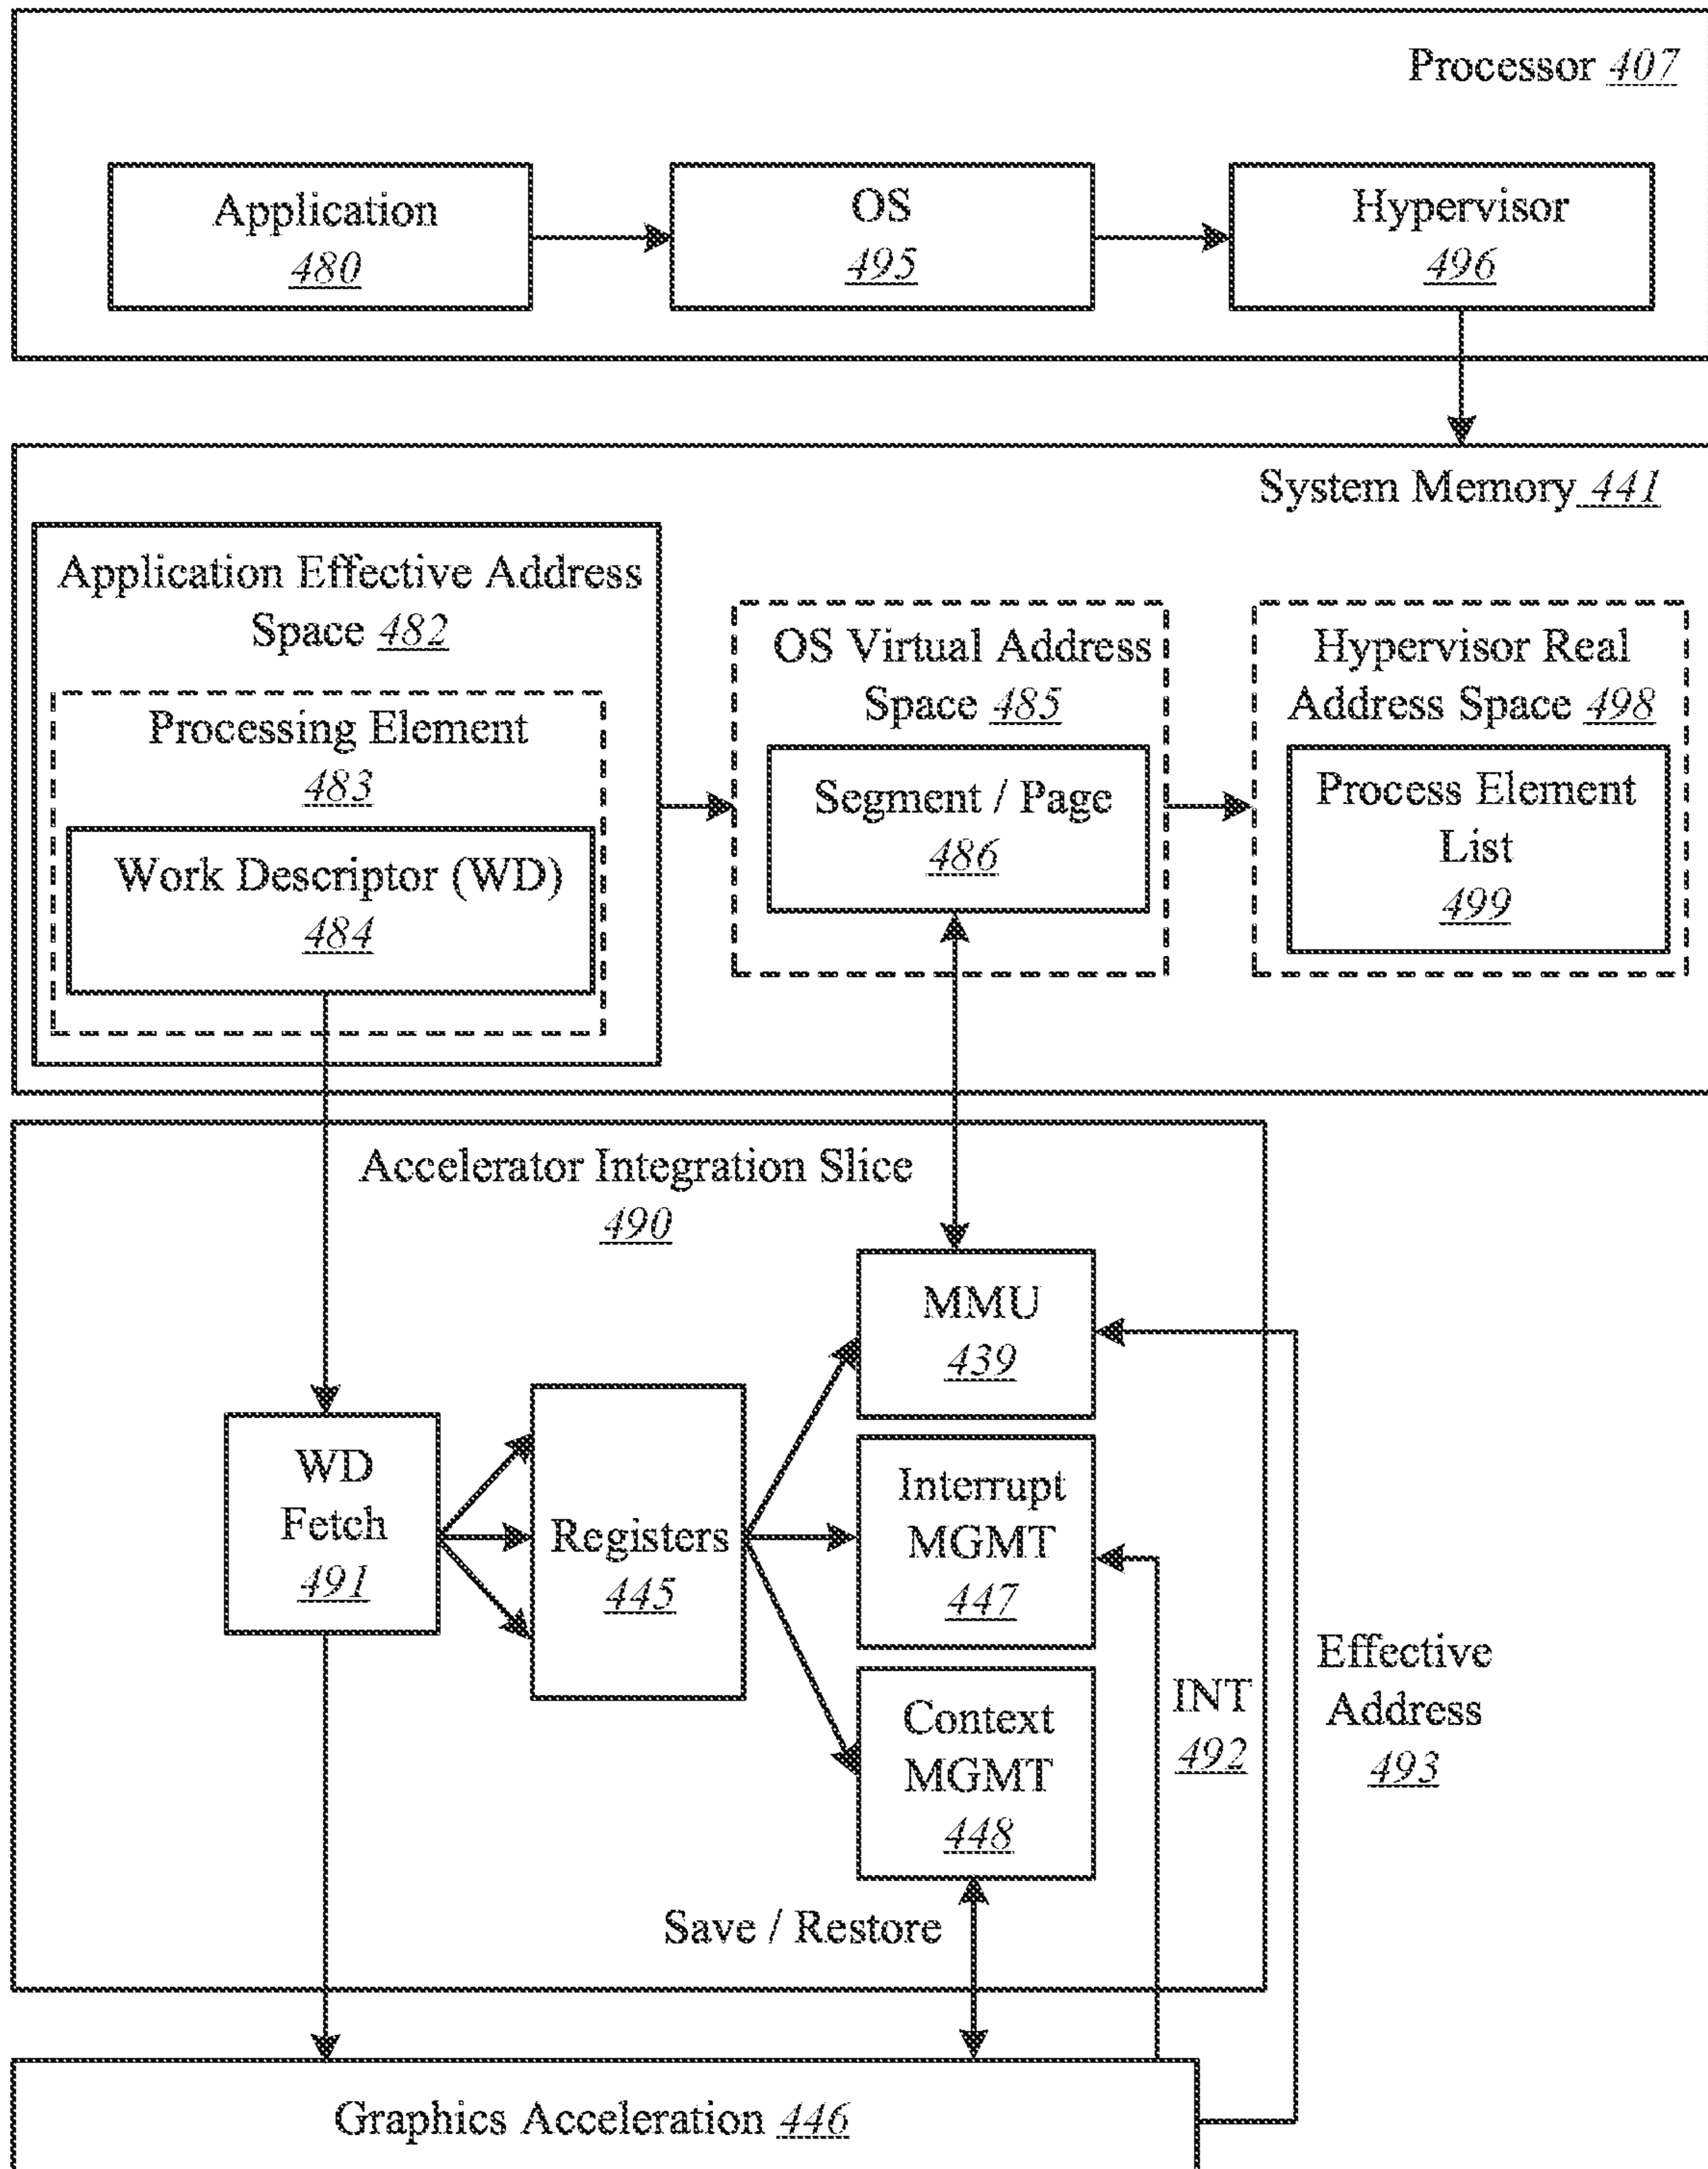 Processor 407
Application
480
OS
495
Hypervisor
496
System Memory 441
Application Effective Address
Space 482
Processing Element
483
Work Descriptor (WD)
484
OS Virtual Address
Space 485
Segment / Page
486
Hypervisor Real
Address Space 498
Process Element
List
499
Accelerator Integration Slice
490
MMU
439
WD
Fetch
491
Registers
445
Interrupt
MGMT
447
Context
MGMT
448
INT
492
Effective
Address
493
Save / Restore
Graphics Acceleration 446